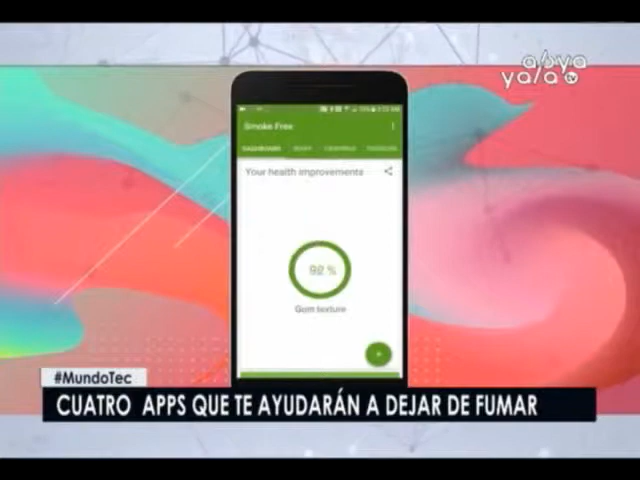 abya
yala tv
Smoke Free
DASHBOARD
Your health improvements
Gum texture
#MundoTec
CUATRO APPS QUE TE AYUDARÁN A DEJAR DE FUMAR